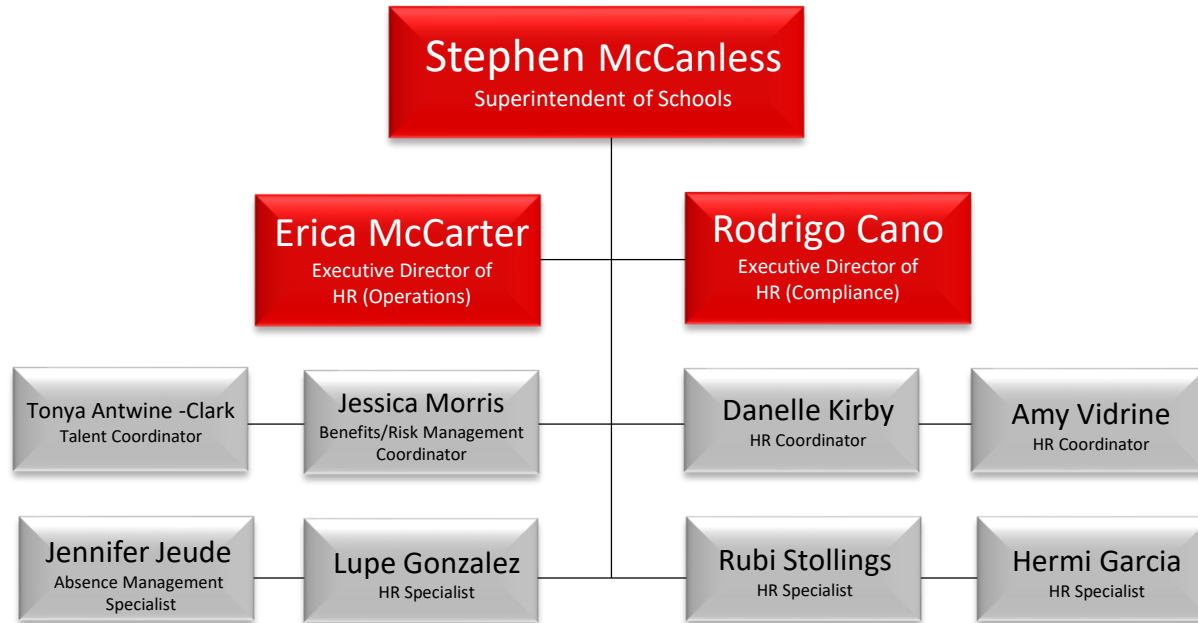 Stephen McCanless
Superintendent of Schools
Erica McCarter
Executive Director of
HR (Operations)
Rodrigo Cano
Executive Director of
HR (Compliance)
Tonya Antwine -Clark
Talent Coordinator
Jessica Morris
Benefits/Risk Management
Coordinator
Danelle Kirby
HR Coordinator
Amy Vidrine
HR Coordinator
Jennifer Jeude
Absence Management
Specialist
Lupe Gonzalez
HR Specialist
Rubi Stollings
HR Specialist
Hermi Garcia
HR Specialist